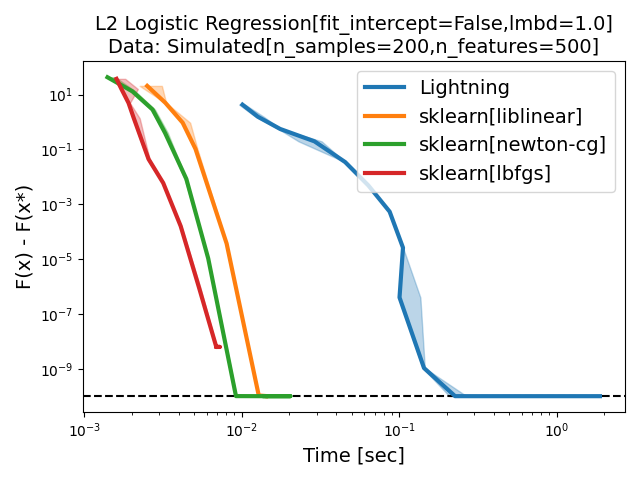 L2 Logistic Regression[fit_intercept=False,lmbd=1.0]
Data: Simulated[n_samples=200,n_features=500]
F(x) - F(x*)
10¹
10⁻¹
10⁻³
10⁻⁵
10⁻⁷
10⁻⁹
Lightning
sklearn[liblinear]
sklearn[newton-cg]
sklearn[lbfgs]
10⁻³ 10⁻² 10⁻¹ 10⁰
Time [sec]